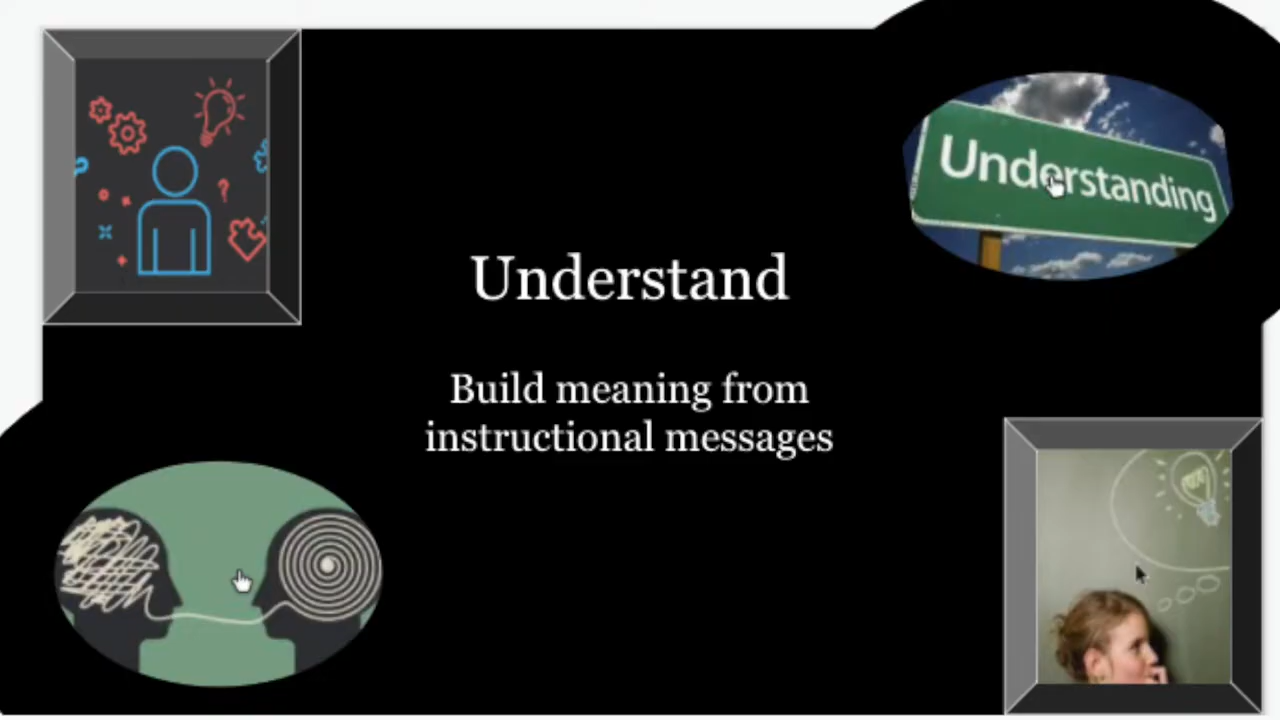 Understanding
Understand
Build meaning from
instructional messages